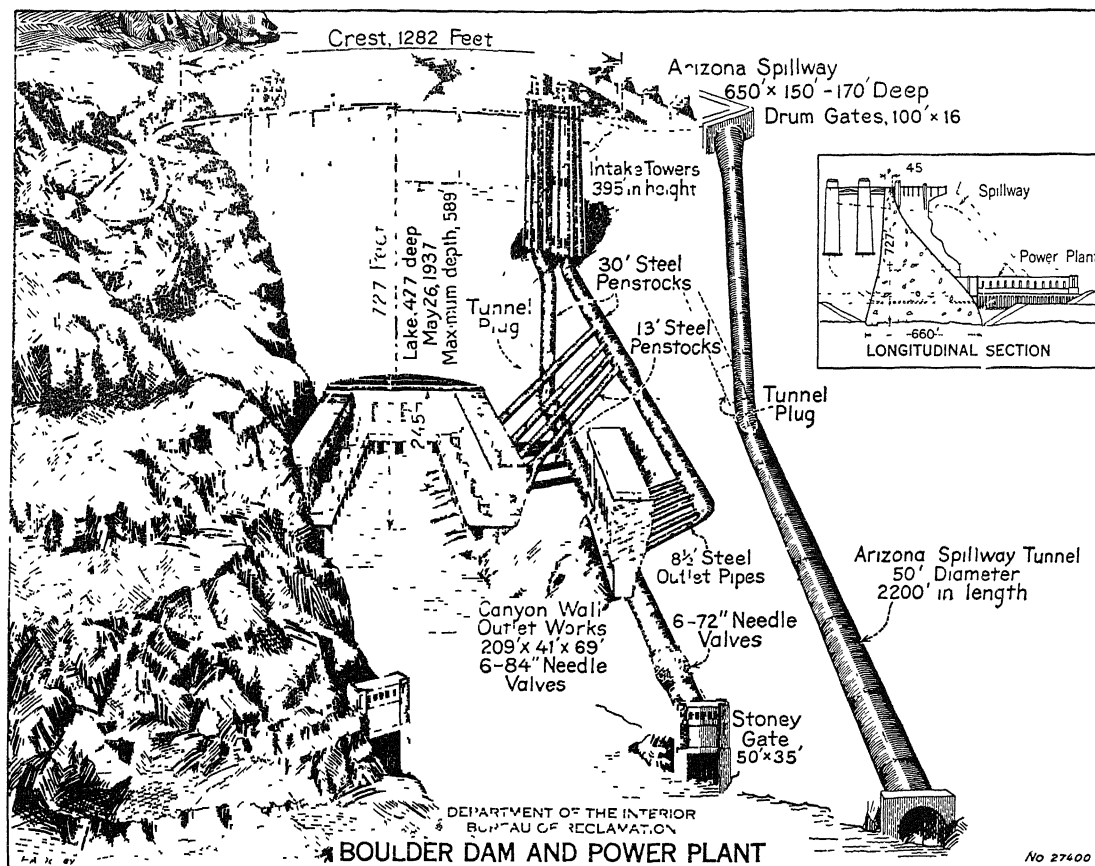 Crest, 1282 Feet
Arizona Spillway
650' x 150' - 170' Deep
Drum Gates, 100' x 16
Intake Towers
395' in height
45
Spillway
727
Power Plant
660'
LONGITUDINAL SECTION
727 Feet
Lake 427 deep
May 26, 1937
Maximum depth, 589
30' Steel
Penstocks
Tunnel
Plug
13' Steel
Penstocks
Tunnel
Plug
8½' Steel
Outlet Pipes
Arizona Spillway Tunnel
50' Diameter
2200' in length
Canyon Wall
Outlet Works
209' x 41' x 69'
6-84" Needle
Valves
6-72" Needle
Valves
Stoney
Gate
50' x 35'
DEPARTMENT OF THE INTERIOR
BUREAU OF RECLAMATION
BOULDER DAM AND POWER PLANT
No 27400